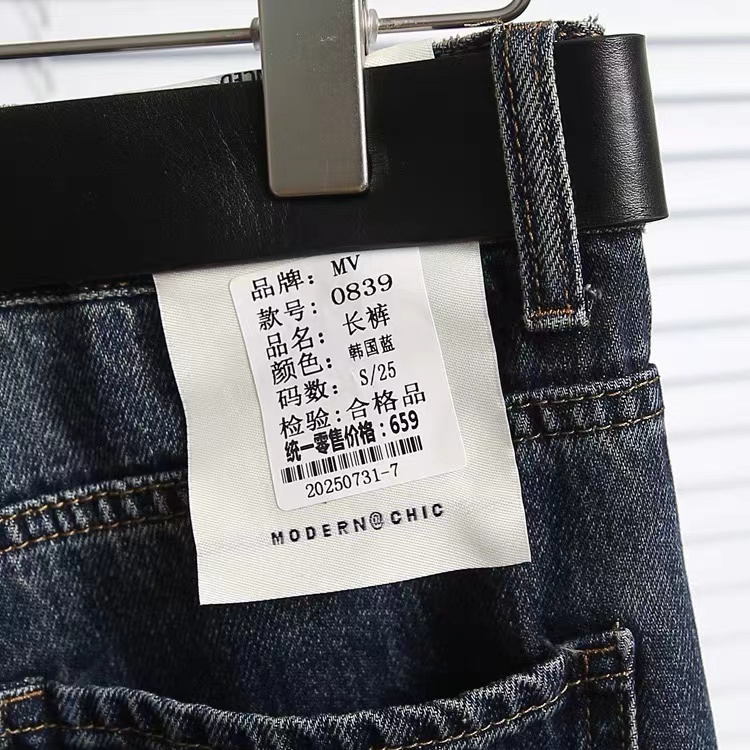 品牌: MV
款号: 0839
品名: 长裤
颜色: 韩国蓝
码数: S/25
检验: 合格品
统一零售价格: 659
20250731-7
MODERN@CHIC